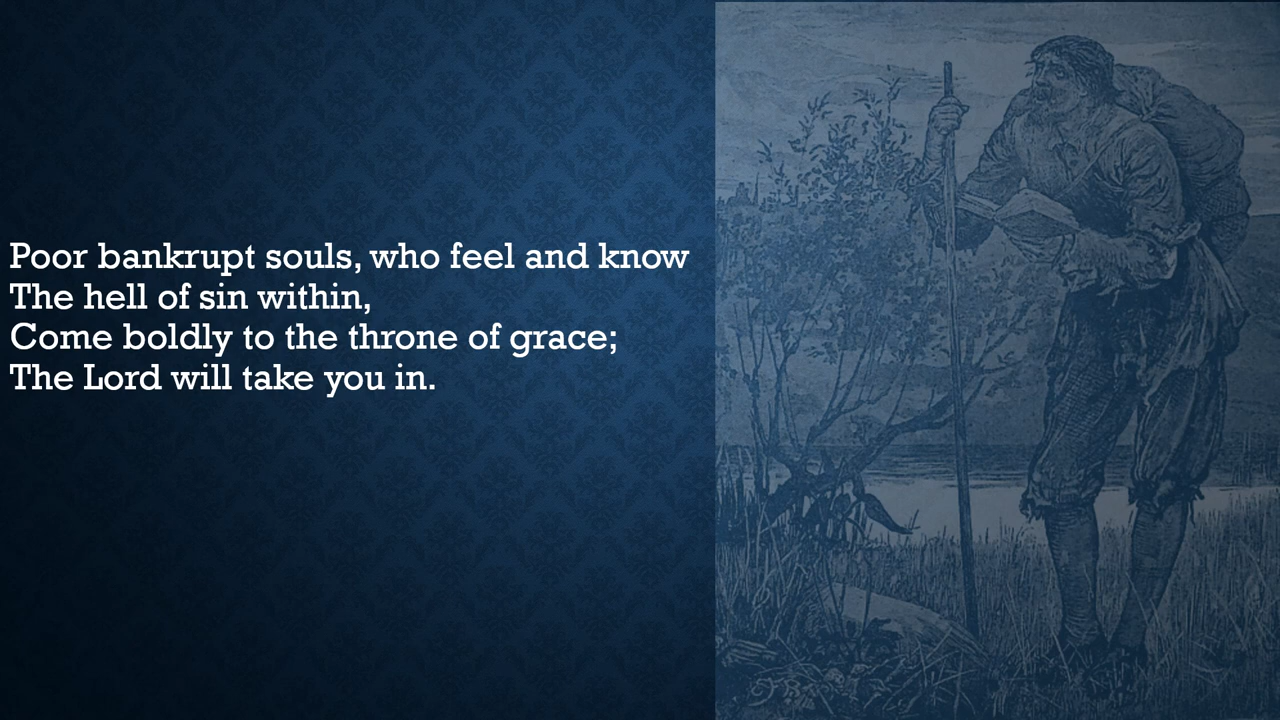 Poor bankrupt souls, who feel and know
The hell of sin within,
Come boldly to the throne of grace;
The Lord will take you in.